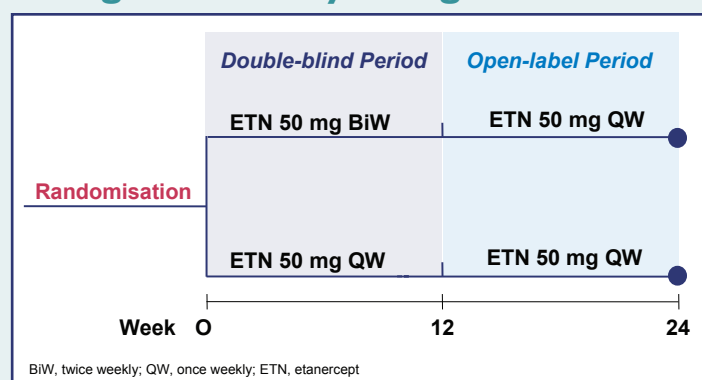 Double-blind Period Open-label Period
ETN 50 mg BiW ETN 50 mg QW
Randomisation
ETN 50 mg QW ETN 50 mg QW
Week O 12 24
BiW, twice weekly; QW, once weekly; ETN, etanercept